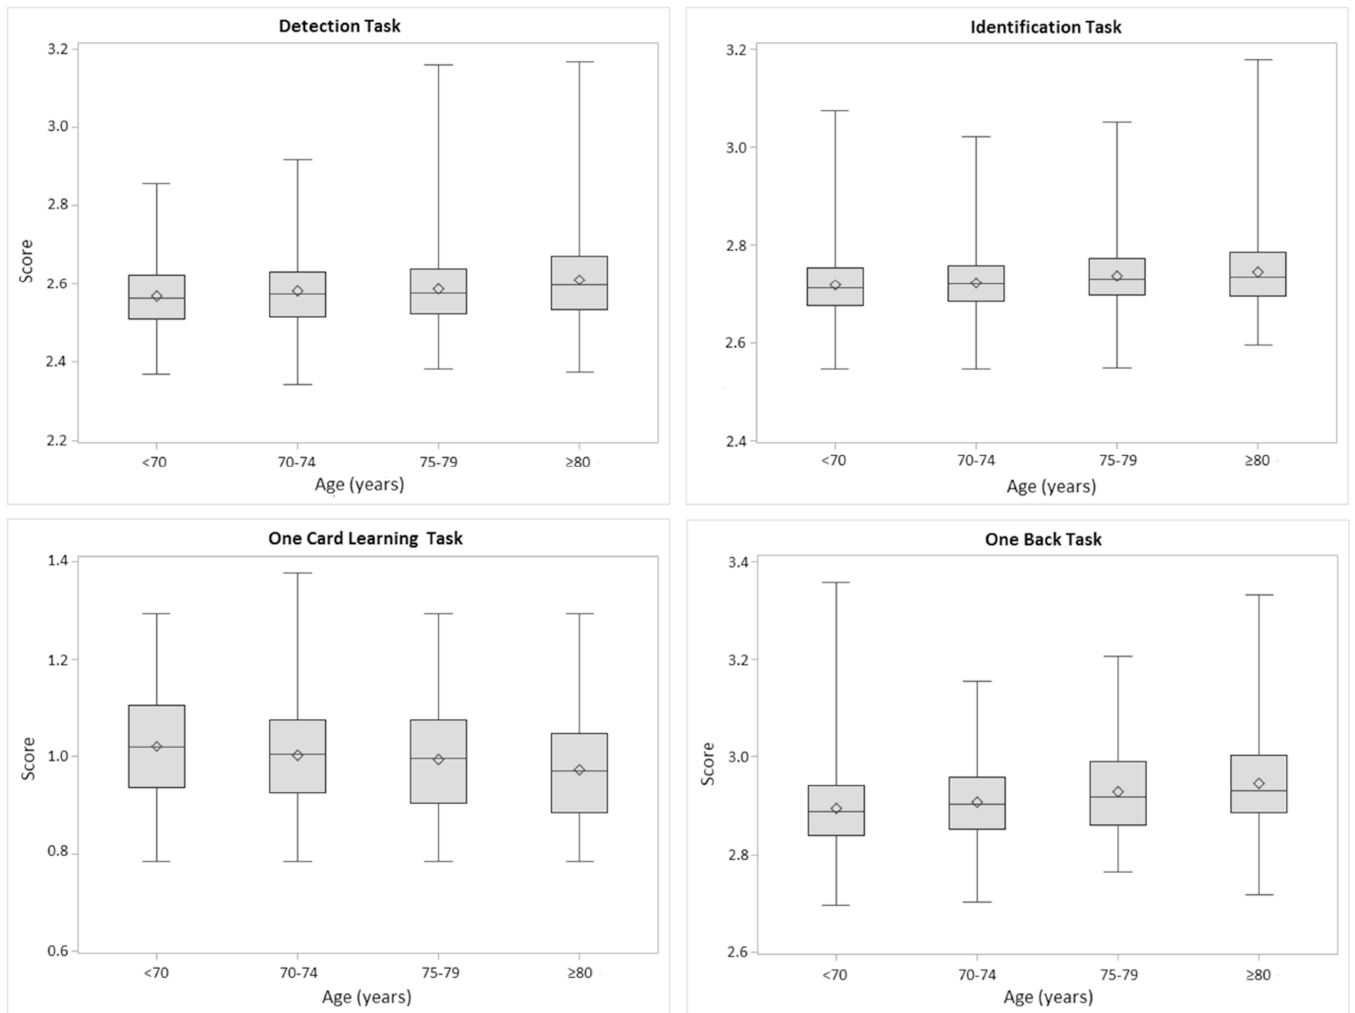 Detection Task
3.2
3.0
2.8
2.6
2.4
2.2
Score
<70 70-74 75-79 ≥80
Age (years)
Identification Task
3.2
3.0
2.8
2.6
2.4
<70 70-74 75-79 ≥80
Age (years)
One Card Learning Task
1.4
1.2
1.0
0.8
0.6
Score
<70 70-74 75-79 ≥80
Age (years)
One Back Task
3.4
3.2
3.0
2.8
2.6
Score
<70 70-74 75-79 ≥80
Age (years)